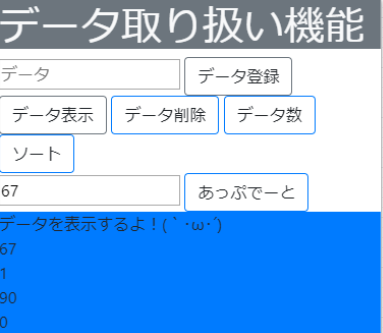 データ取り扱い機能
データ データ登録
データ表示 データ削除 データ数
ソート
67 あっぷでーと
データを表示するよ！(｀･ω･´)
67
1
90
0